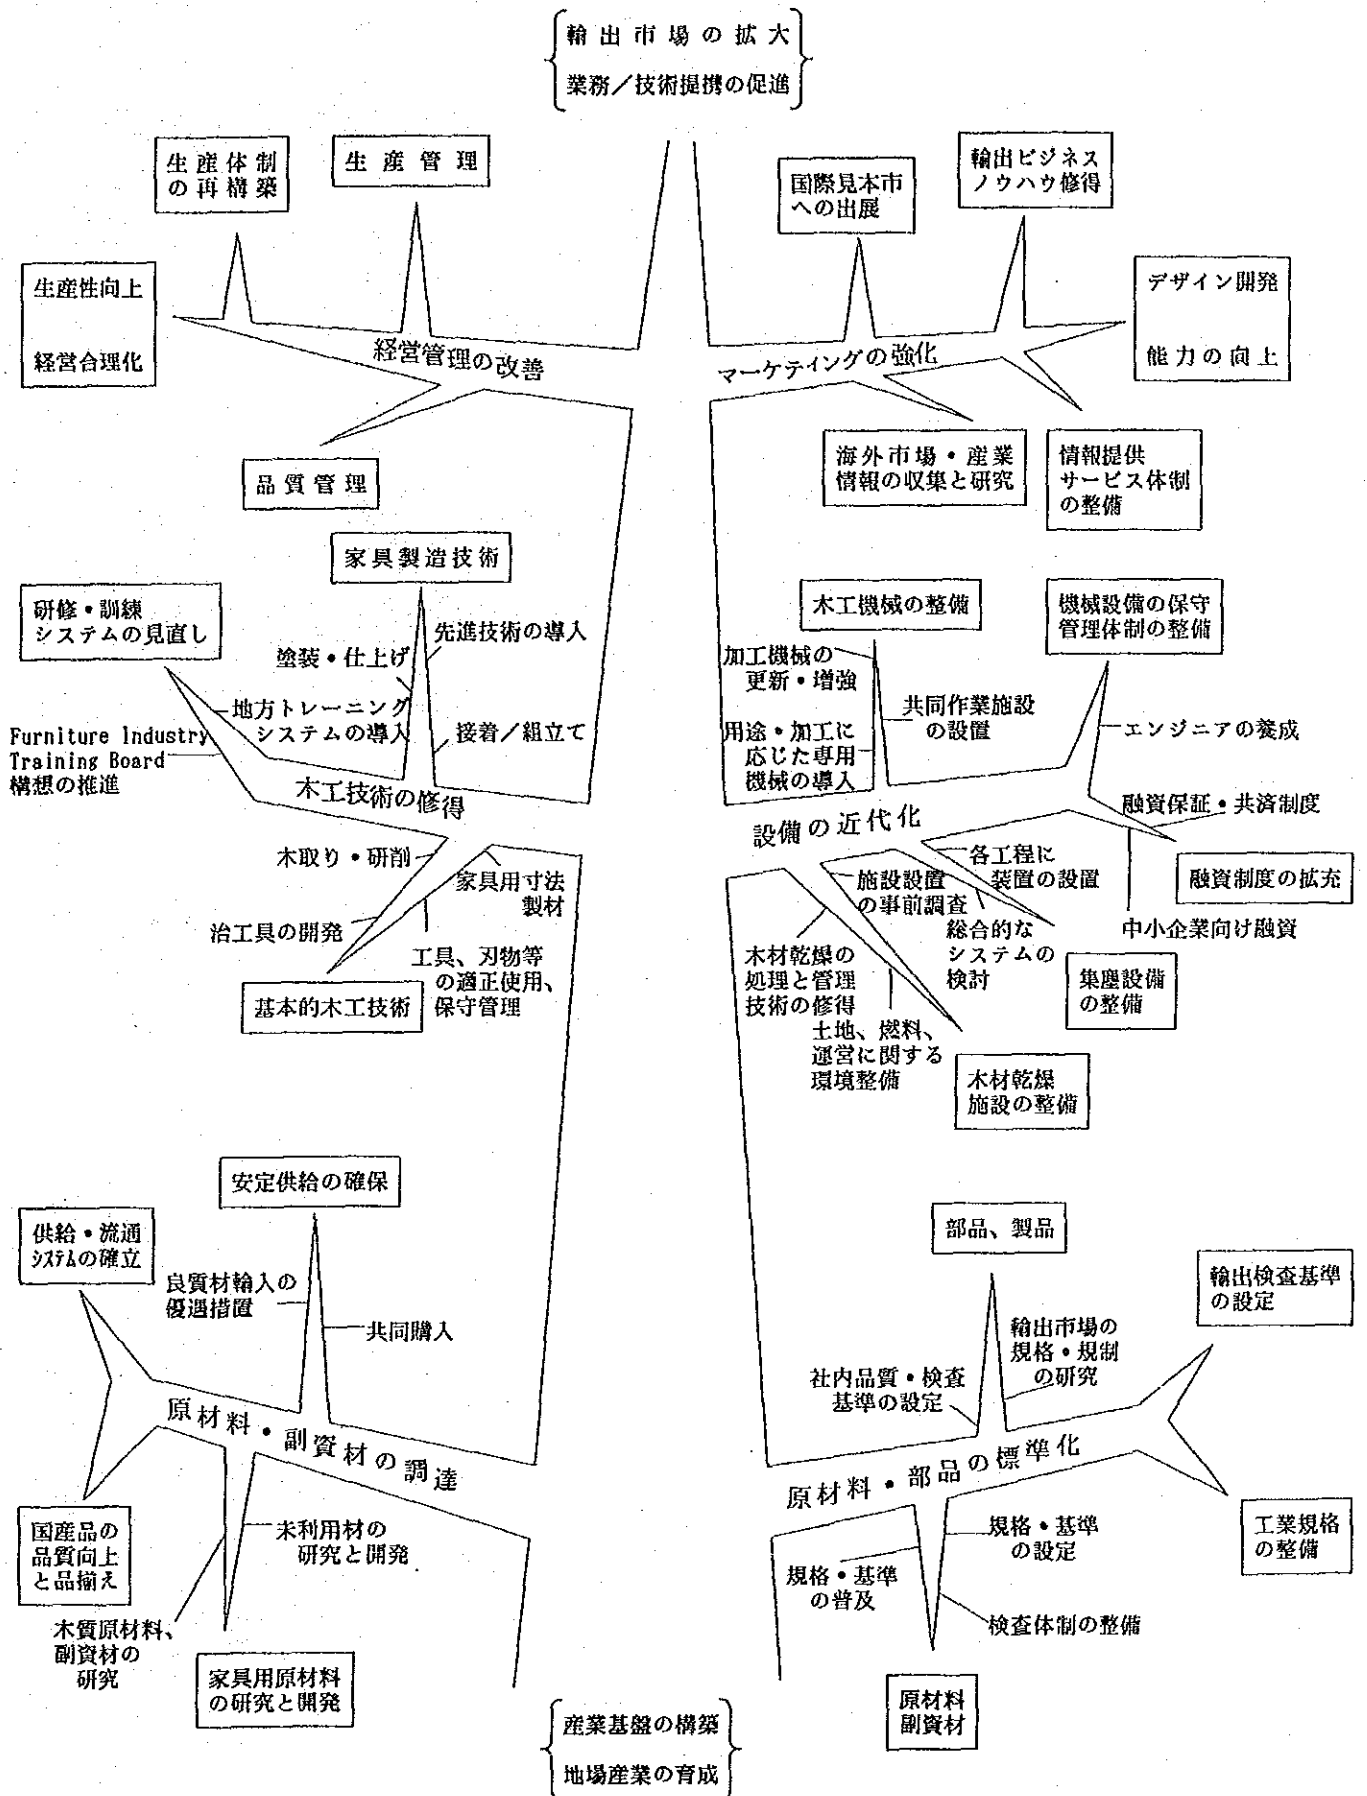 輸出市場の拡大
業務／技術提携の促進
生産体制
の再構築
生産管理
国際見本市
への出展
輸出ビジネス
ノウハウ修得
生産性向上
経営合理化
デザイン開発
能力の向上
経営管理の改善
マーケティングの強化
品質管理
海外市場・産業
情報の収集と研究
情報提供
サービス体制
の整備
家具製造技術
研修・訓練
システムの見直し
先進技術の導入
塗装・仕上げ
地方トレーニング
システムの導入
接着／組立て
Furniture Industry
Training Board
構想の推進
木工技術の修得
木取り・研削
家具用寸法
製材
治工具の開発
工具、刃物等
の適正使用、
保守管理
基本的木工技術
木工機械の整備
機械設備の保守
管理体制の整備
加工機械の
更新・増強
共同作業施設
の設置
用途・加工に
応じた専用
機械の導入
エンジニアの養成
設備の近代化
融資保証・共済制度
融資制度の拡充
中小企業向け融資
各工程に
装置の設置
施設設置
の事前調査
総合的な
システムの
検討
集塵設備
の整備
木材乾燥の
処理と管理
技術の修得
土地、燃料、
運営に関する
環境整備
木材乾燥
施設の整備
安定供給の確保
供給・流通
システムの確立
良質材輸入の
優遇措置
共同購入
原材料・副資材の調達
国産品の
品質向上
と品揃え
未利用材の
研究と開発
木質原材料、
副資材の
研究
家具用原材料
の研究と開発
部品、製品
輸出検査基準
の設定
輸出市場の
規格・規制
の研究
社内品質・検査
基準の設定
原材料・部品の標準化
規格・基準
の設定
工業規格
の整備
規格・基準
の普及
検査体制の整備
原材料
副資材
産業基盤の構築
地場産業の育成